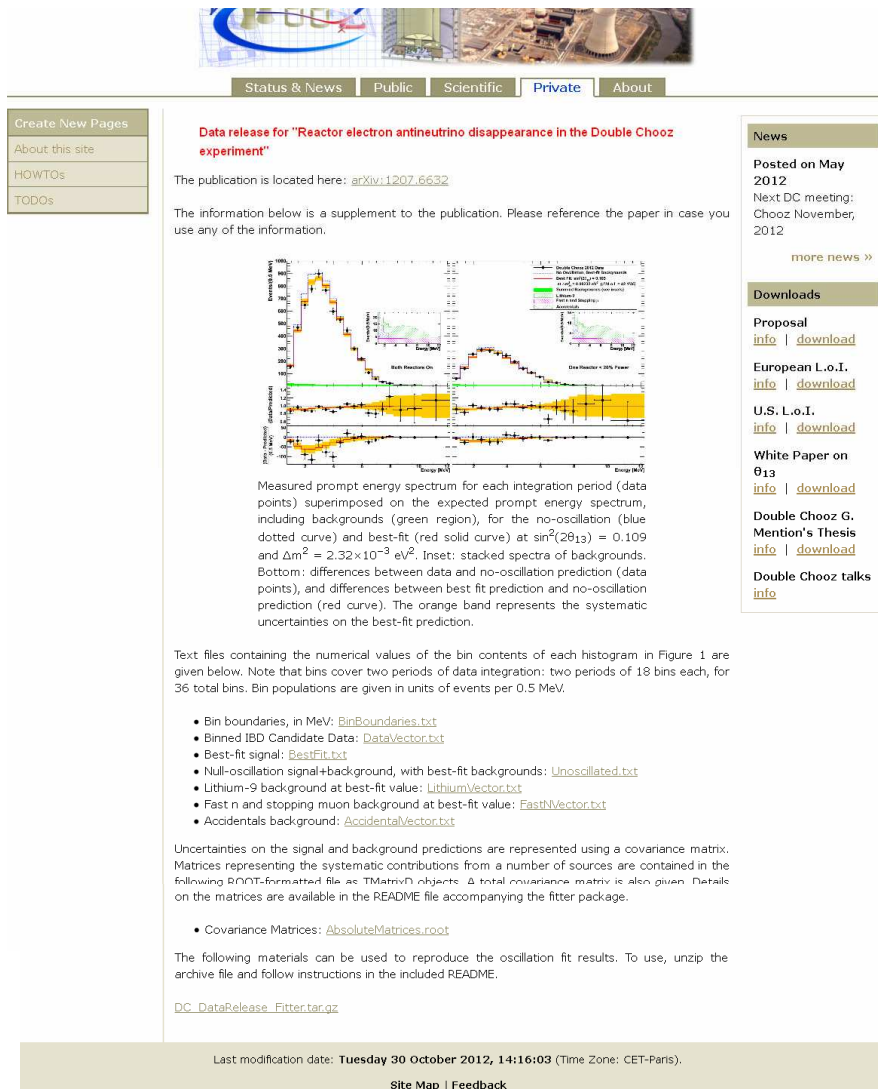 Status & News Public Scientific Private About
Create New Pages
About this site
HOWTOs
TODOs
Data release for "Reactor electron antineutrino disappearance in the Double Chooz
experiment"
The publication is located here: arXiv:1207.6632
The information below is a supplement to the publication. Please reference the paper in case you
use any of the information.
Both Reactors On
One Reactor < 20% Power
Energy [MeV]
Energy [MeV]
Measured prompt energy spectrum for each integration period (data
points) superimposed on the expected prompt energy spectrum,
including backgrounds (green region), for the no-oscillation (blue
dotted curve) and best-fit (red solid curve) at sin²(2θ₁₃) = 0.109
and Δm² = 2.32×10⁻³ eV². Inset: stacked spectra of backgrounds.
Bottom: differences between data and no-oscillation prediction (data
points), and differences between best fit prediction and no-oscillation
prediction (red curve). The orange band represents the systematic
uncertainties on the best-fit prediction.
Text files containing the numerical values of the bin contents of each histogram in Figure 1 are
given below. Note that bins cover two periods of data integration: two periods of 18 bins each, for
36 total bins. Bin populations are given in units of events per 0.5 MeV.
• Bin boundaries, in MeV: BinBoundaries.txt
• Binned IBD Candidate Data: DataVector.txt
• Best-fit signal: BestFit.txt
• Null-oscillation signal+background, with best-fit backgrounds: Unoscillated.txt
• Lithium-9 background at best-fit value: LithiumVector.txt
• Fast n and stopping muon background at best-fit value: FastNVector.txt
• Accidentals background: AccidentalVector.txt
Uncertainties on the signal and background predictions are represented using a covariance matrix.
Matrices representing the systematic contributions from a number of sources are contained in the
following ROOT-formatted file as TMatrixD objects. A total covariance matrix is also given. Details
on the matrices are available in the README file accompanying the fitter package.
• Covariance Matrices: AbsoluteMatrices.root
The following materials can be used to reproduce the oscillation fit results. To use, unzip the
archive file and follow instructions in the included README.
DC_DataRelease_Fitter.tar.gz
News
Posted on May
2012
Next DC meeting:
Chooz November,
2012
more news »
Downloads
Proposal
info | download
European L.o.I.
info | download
U.S. L.o.I.
info | download
White Paper on
θ₁₃
info | download
Double Chooz G.
Mention's Thesis
info | download
Double Chooz talks
info
Last modification date: Tuesday 30 October 2012, 14:16:03 (Time Zone: CET-Paris).
Site Map | Feedback